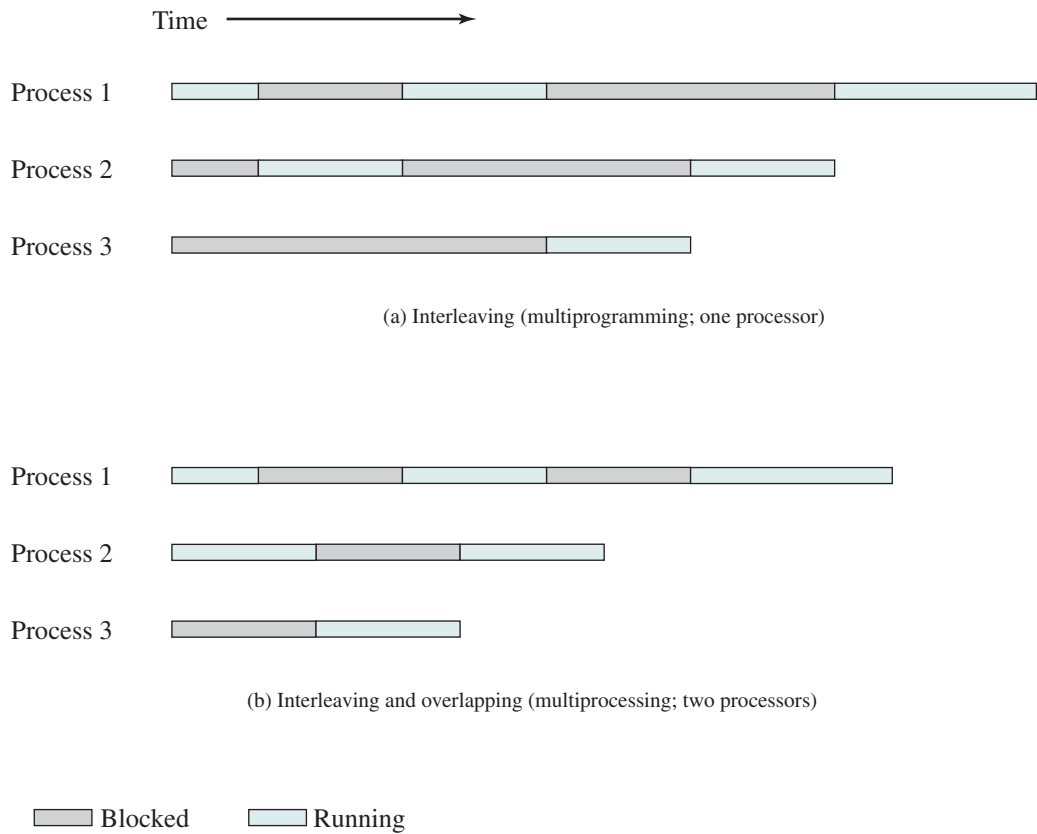 Time
Process 1
Process 2
Process 3
(a) Interleaving (multiprogramming; one processor)
Process 1
Process 2
Process 3
(b) Interleaving and overlapping (multiprocessing; two processors)
Blocked Running